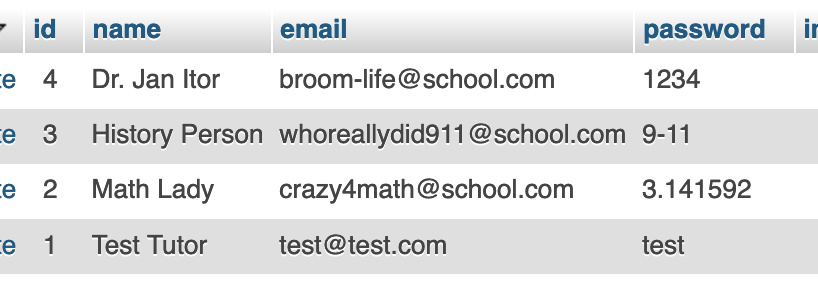 id name email password
te 4 Dr. Jan Itor broom-life@school.com 1234
te 3 History Person whoreallydid911@school.com 9-11
te 2 Math Lady crazy4math@school.com 3.141592
te 1 Test Tutor test@test.com test